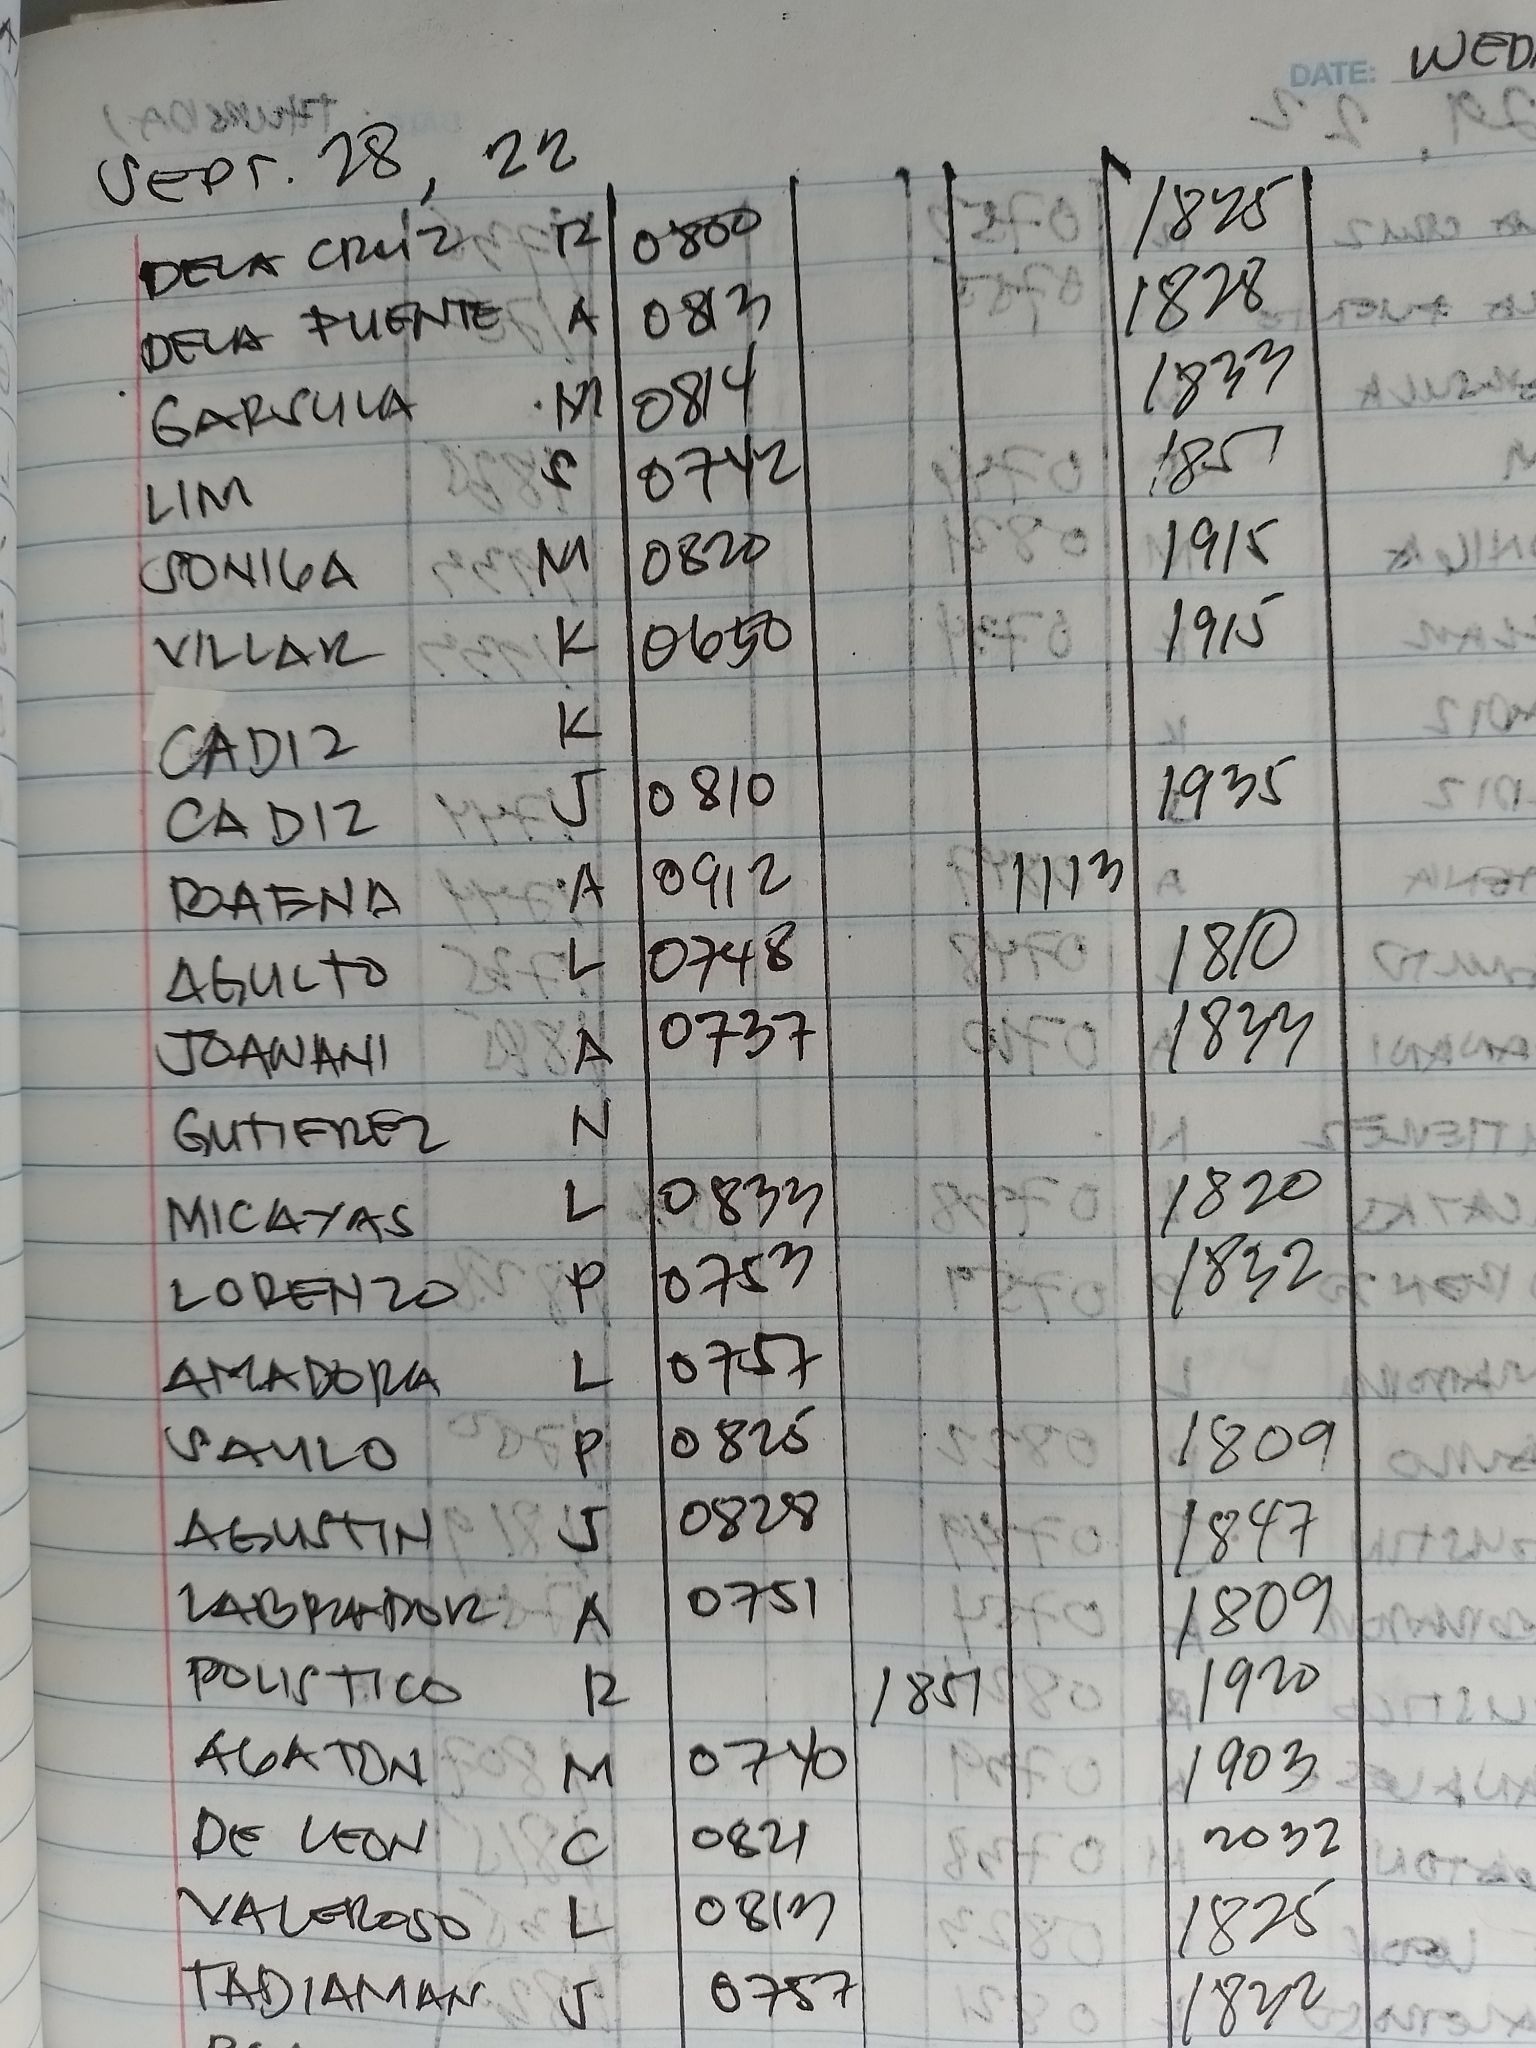 DATE: WED
SEPT. 28, 22
DELA CRUZ R 0800 1825
DELA PUENTE A 0813 1828
GARSULA M 0814 1833
LIM S 0742 1857
SONIGA M 0820 1915
VILLAR K 0650 1915
CADIZ K
CADIZ J 0810 1935
BAENA A 0912 1113
AGULTO L 0748 1810
JOAWANI A 0737 1833
GUTIEREZ N
MICAYAS L 0833 1820
LORENZO P 0753 1832
AMADORA L 0757
SAULO P 0825 1809
AGUSTIN J 0828 1847
LABRADOR A 0751 1809
POLISTICO R 1857 1920
AGATON M 0740 1903
DE LEON C 0821 2032
VALEROSO L 0813 1825
TADIAMAN J 0757 1832